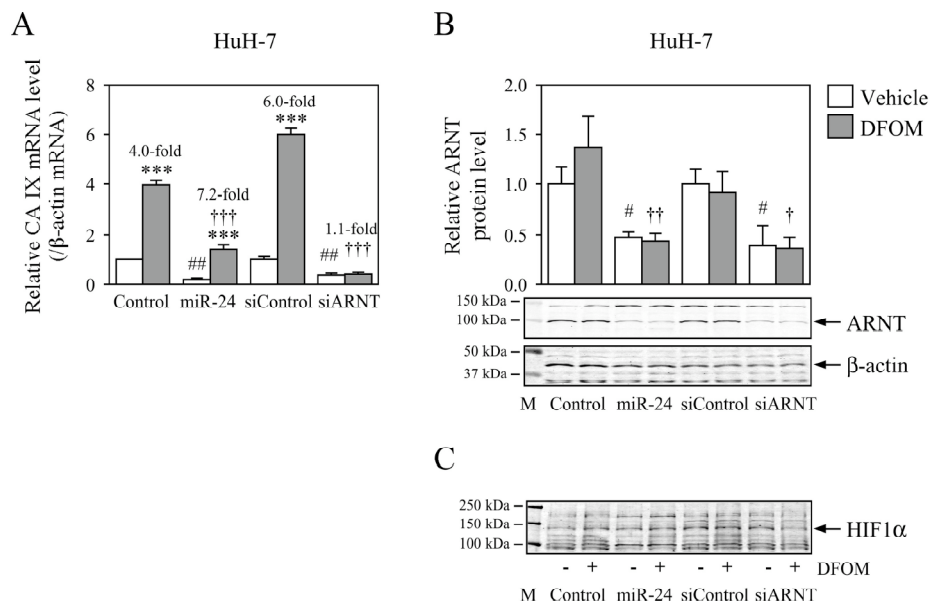 A
HuH-7
Relative CA IX mRNA level
(/β-actin mRNA)
8
6
4
2
0
4.0-fold
***
7.2-fold
†††
***
##
6.0-fold
***
1.1-fold
##
†††
Control miR-24 siControl siARNT
B
HuH-7
Vehicle
DFOM
Relative ARNT
protein level
2.0
1.5
1.0
0.5
0.0
#
††
#
†
150 kDa
100 kDa
ARNT
50 kDa
37 kDa
β-actin
M Control miR-24 siControl siARNT
C
250 kDa
150 kDa
100 kDa
HIF1α
- + - + - + - + DFOM
M Control miR-24 siControl siARNT